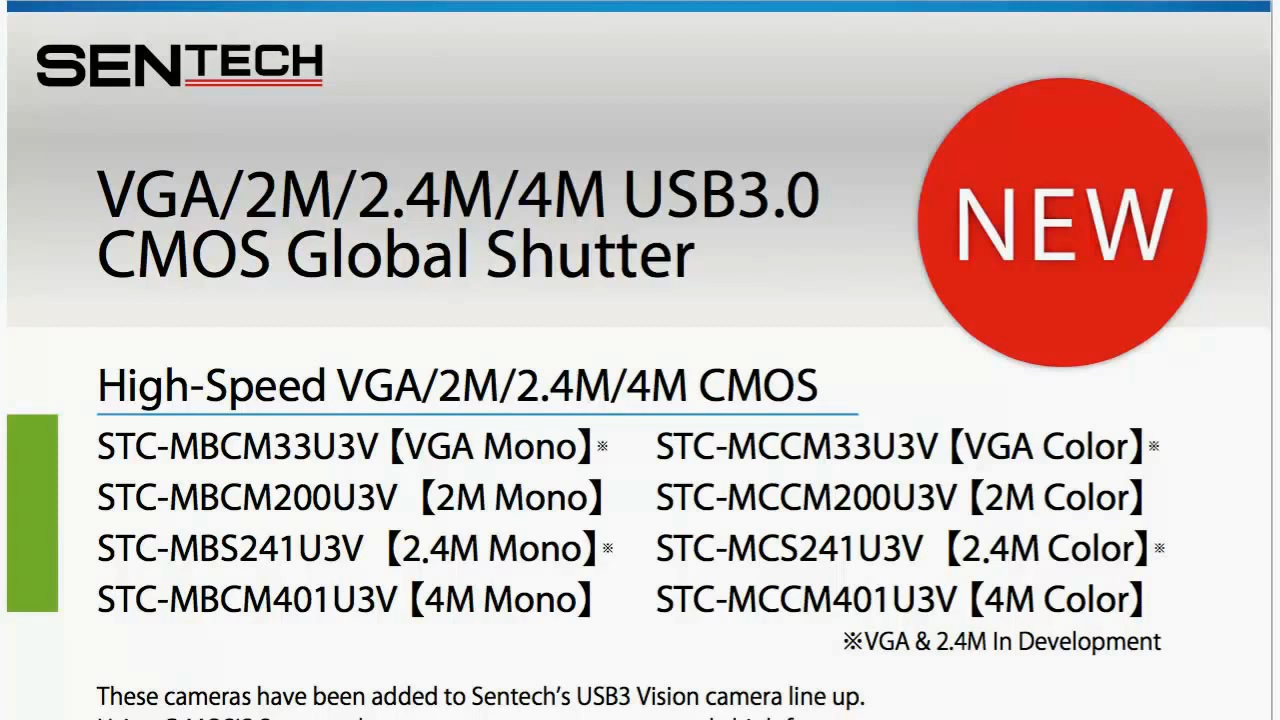 SENTECH
VGA/2M/2.4M/4M USB3.0
CMOS Global Shutter
NEW
High-Speed VGA/2M/2.4M/4M CMOS
STC-MBCM33U3V【VGA Mono】※ STC-MCCM33U3V【VGA Color】※
STC-MBCM200U3V【2M Mono】 STC-MCCM200U3V【2M Color】
STC-MBS241U3V【2.4M Mono】※ STC-MCS241U3V【2.4M Color】※
STC-MBCM401U3V【4M Mono】 STC-MCCM401U3V【4M Color】
※VGA & 2.4M In Development
These cameras have been added to Sentech’s USB3 Vision camera line up.